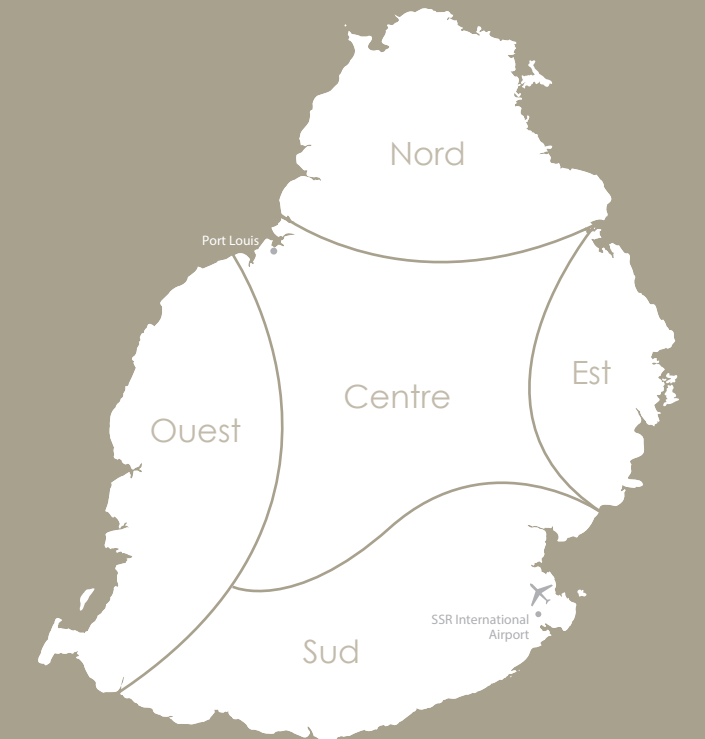 Nord
Port Louis
Est
Centre
Ouest
SSR International
Airport
Sud